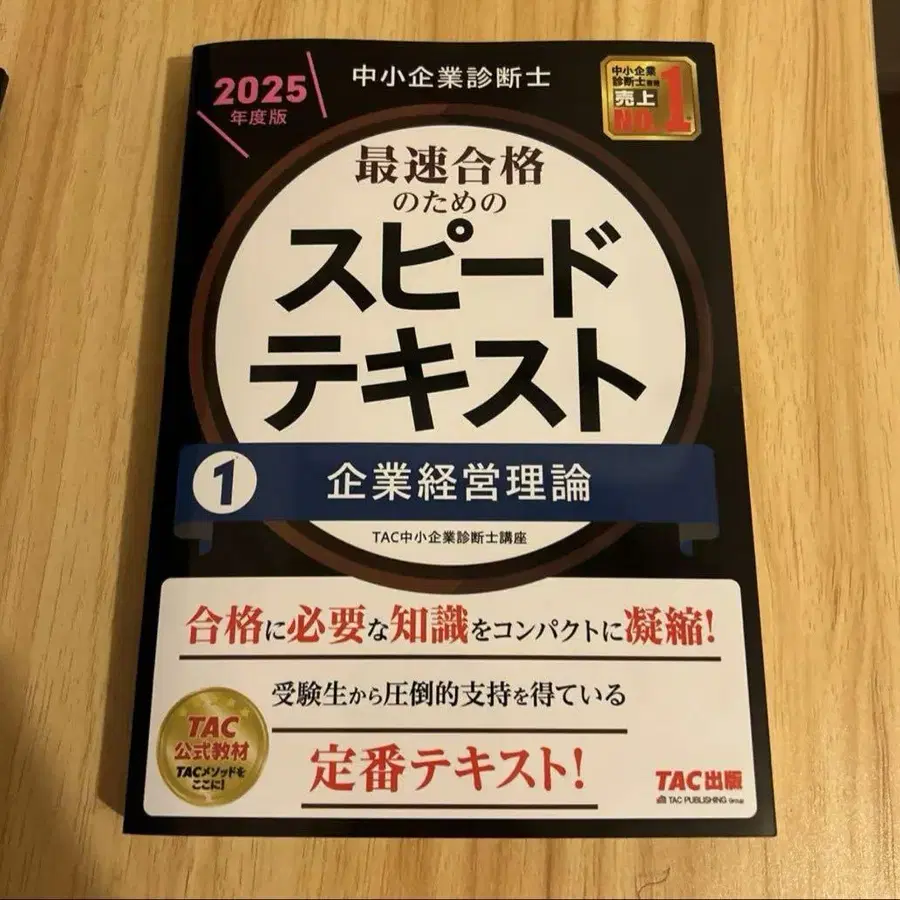 2025
年度版
中小企業診断士
中小企業
診断士
売上
NO.1
最速合格
のための
スピード
テキスト
1 企業経営理論
TAC中小企業診断士講座
合格に必要な知識をコンパクトに凝縮!
受験生から圧倒的支持を得ている
定番テキスト!
TAC
公式教材
TACメソッドを
ここに!
TAC出版
TAC PUBLISHING Group